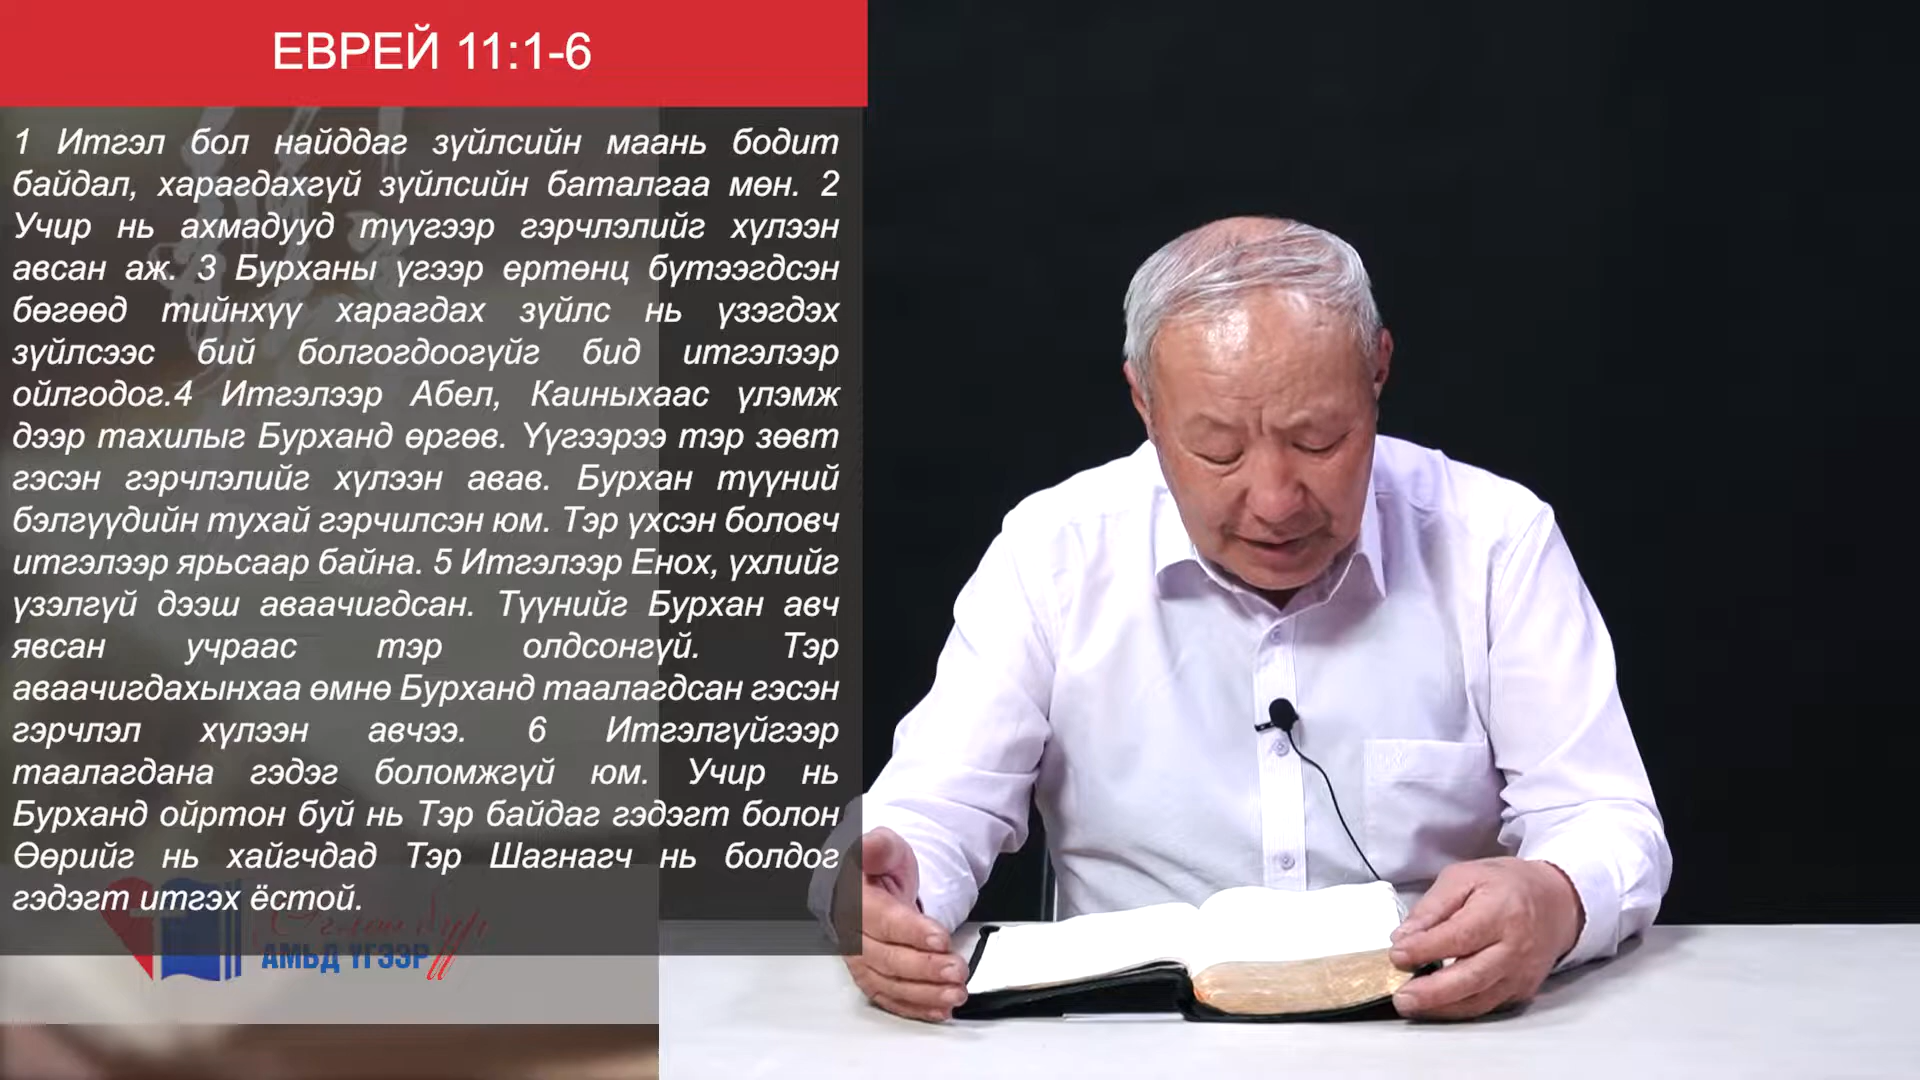 ЕВРЕЙ 11:1-6
1 Итгэл бол найддаг зүйлсийн маань бодит
байдал, харагдахгүй зүйлсийн баталгаа мөн. 2
Учир нь ахмадууд түүгээр гэрчлэлийг хүлээн
авсан аж. 3 Бурханы үгээр ертөнц бүтээгдсэн
бөгөөд тийнхүү харагдах зүйлс нь үзэгдэх
зүйлсээс бий болгогдоогүйг бид итгэлээр
ойлгодог.4 Итгэлээр Абел, Каиныхаас үлэмж
дээр тахилыг Бурханд өргөв. Үүгээрээ тэр зөвт
гэсэн гэрчлэлийг хүлээн авав. Бурхан түүний
бэлгүүдийн тухай гэрчилсэн юм. Тэр үхсэн боловч
итгэлээр ярьсаар байна. 5 Итгэлээр Енох, үхлийг
үзэлгүй дээш аваачигдсан. Түүнийг Бурхан авч
явсан учраас тэр олдсонгүй. Тэр
аваачигдахынхаа өмнө Бурханд таалагдсан гэсэн
гэрчлэл хүлээн авчээ. 6 Итгэлгүйгээр
таалагдана гэдэг боломжгүй юм. Учир нь
Бурханд ойртон буй нь Тэр байдаг гэдэгт болон
Өөрийг нь хайгчдад Тэр Шагнагч нь болдог
гэдэгт итгэх ёстой.
Өглөө бүр
АМЬД ҮГЭЭР